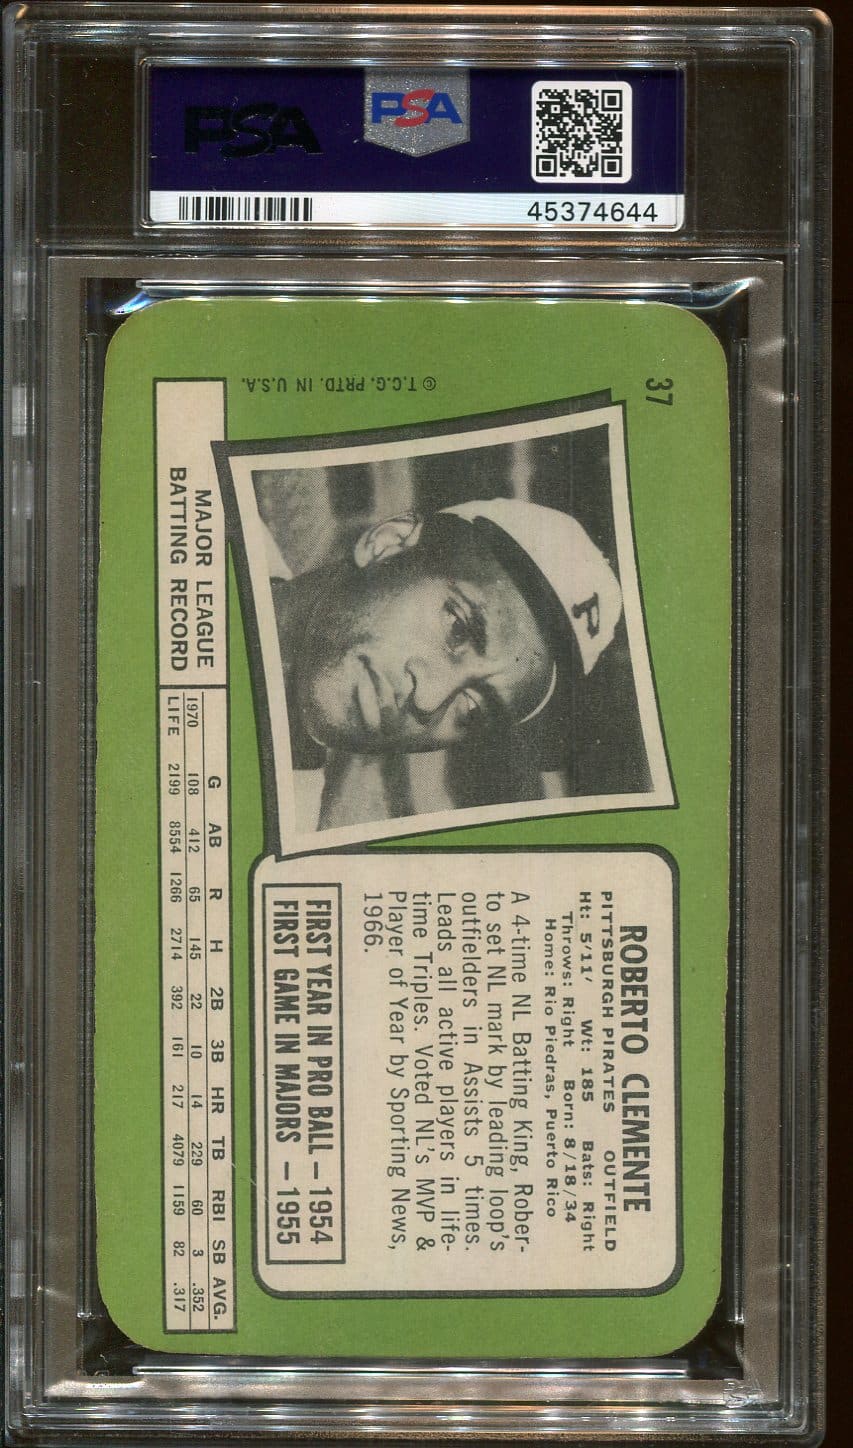 PSA
PSA
45374644
37
© T.C.G. PRTD. IN U.S.A.
P
ROBERTO CLEMENTE
PITTSBURGH PIRATES OUTFIELD
Ht: 5'11' Wt: 185 Bats: Right
Throws: Right Born: 8/18/34
Home: Rio Piedras, Puerto Rico
A 4-time NL Batting King, Rober-
to set NL mark by leading loop's
outfielders in Assists 5 times.
Leads all active players in life-
time Triples. Voted NL's MVP &
Player of Year by Sporting News,
1966.
FIRST YEAR IN PRO BALL — 1954
FIRST GAME IN MAJORS — 1955
MAJOR LEAGUE
BATTING RECORD
G AB R H 2B 3B HR TB RBI SB AVG.
1970 108 412 65 145 22 10 14 229 60 3 .352
LIFE 2199 8554 1266 2714 392 161 217 4079 1159 82 .317